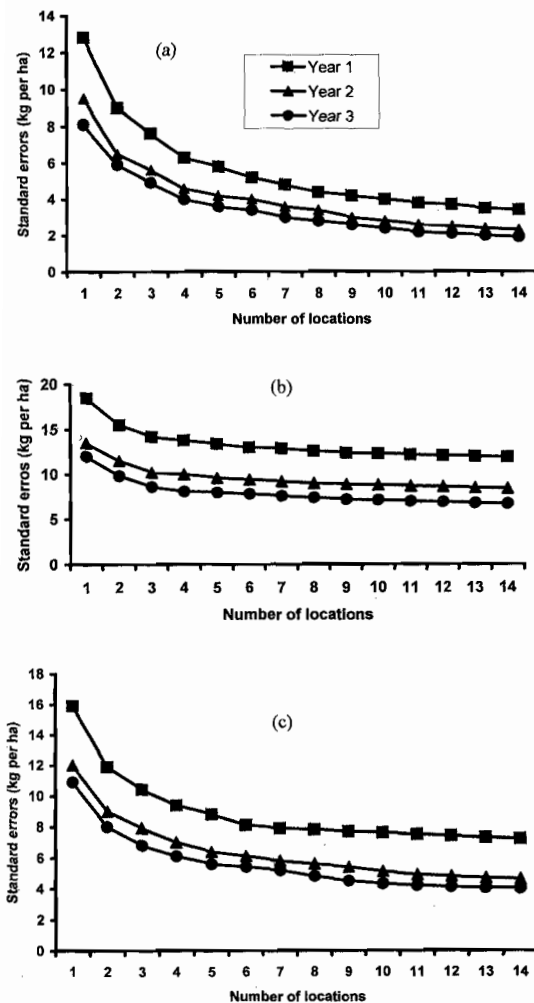 (a)
Year 1
Year 2
Year 3
Standard errors (kg per ha)
14
12
10
8
6
4
2
0
1 2 3 4 5 6 7 8 9 10 11 12 13 14
Number of locations
(b)
Standard erros (kg per ha)
20
15
10
5
0
1 2 3 4 5 6 7 8 9 10 11 12 13 14
Number of locations
(c)
Standard errors (kg per ha)
18
16
14
12
10
8
6
4
2
0
1 2 3 4 5 6 7 8 9 10 11 12 13 14
Number of locations